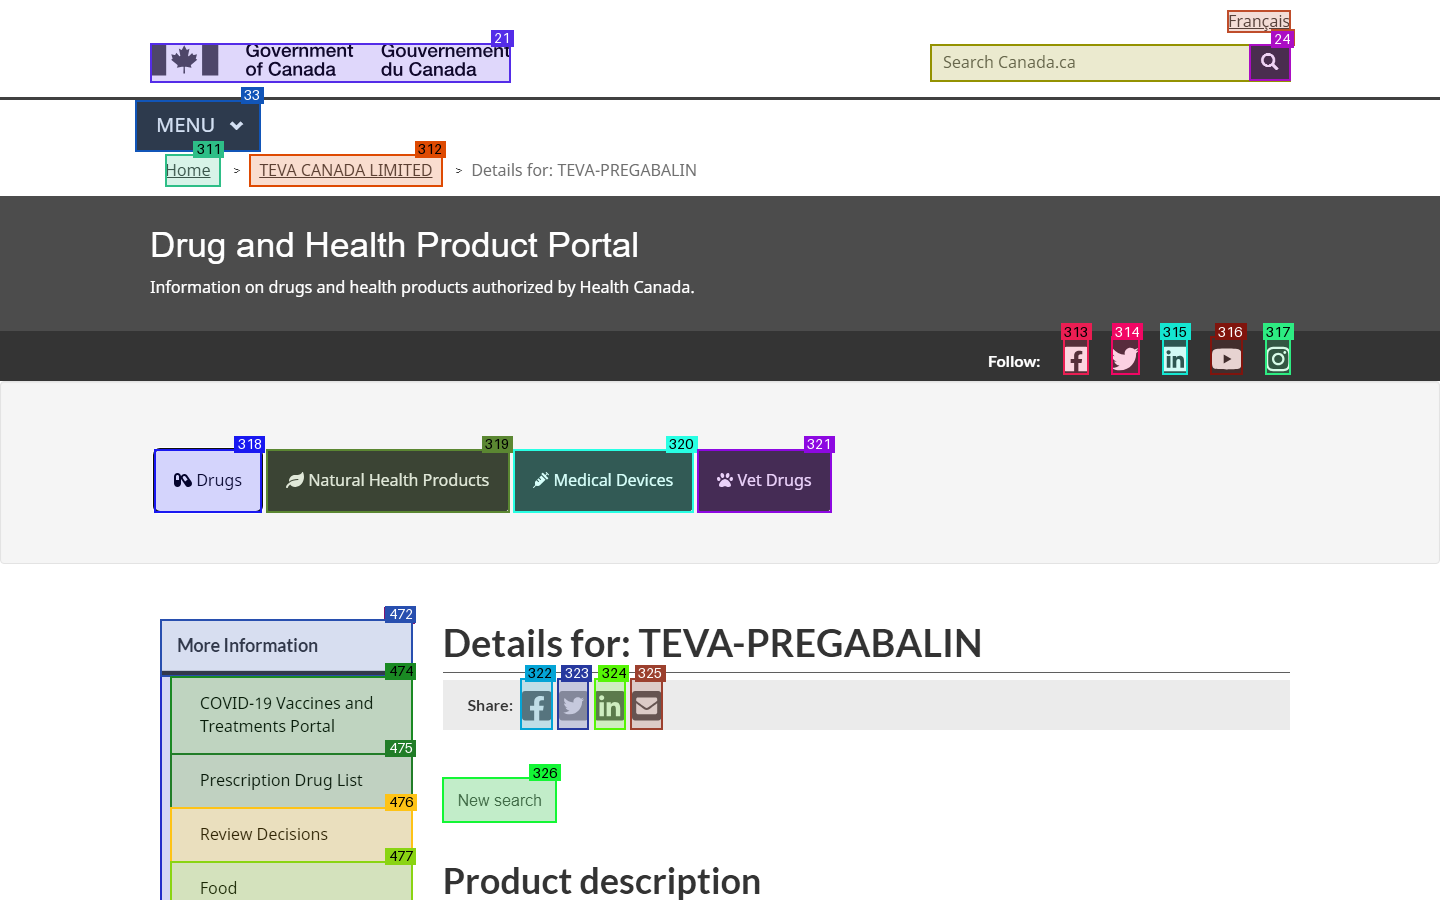 Français
Government
of Canada
Gouvernement
du Canada
21
Search Canada.ca
24
33
MENU
311
312
Home > TEVA CANADA LIMITED > Details for: TEVA-PREGABALIN
Drug and Health Product Portal
Information on drugs and health products authorized by Health Canada.
Follow:
313
314
315
316
317
318
319
320
321
Drugs
Natural Health Products
Medical Devices
Vet Drugs
472
More Information
474
COVID-19 Vaccines and
Treatments Portal
475
Prescription Drug List
476
Review Decisions
477
Food
Details for: TEVA-PREGABALIN
322
323
324
325
Share:
326
New search
Product description